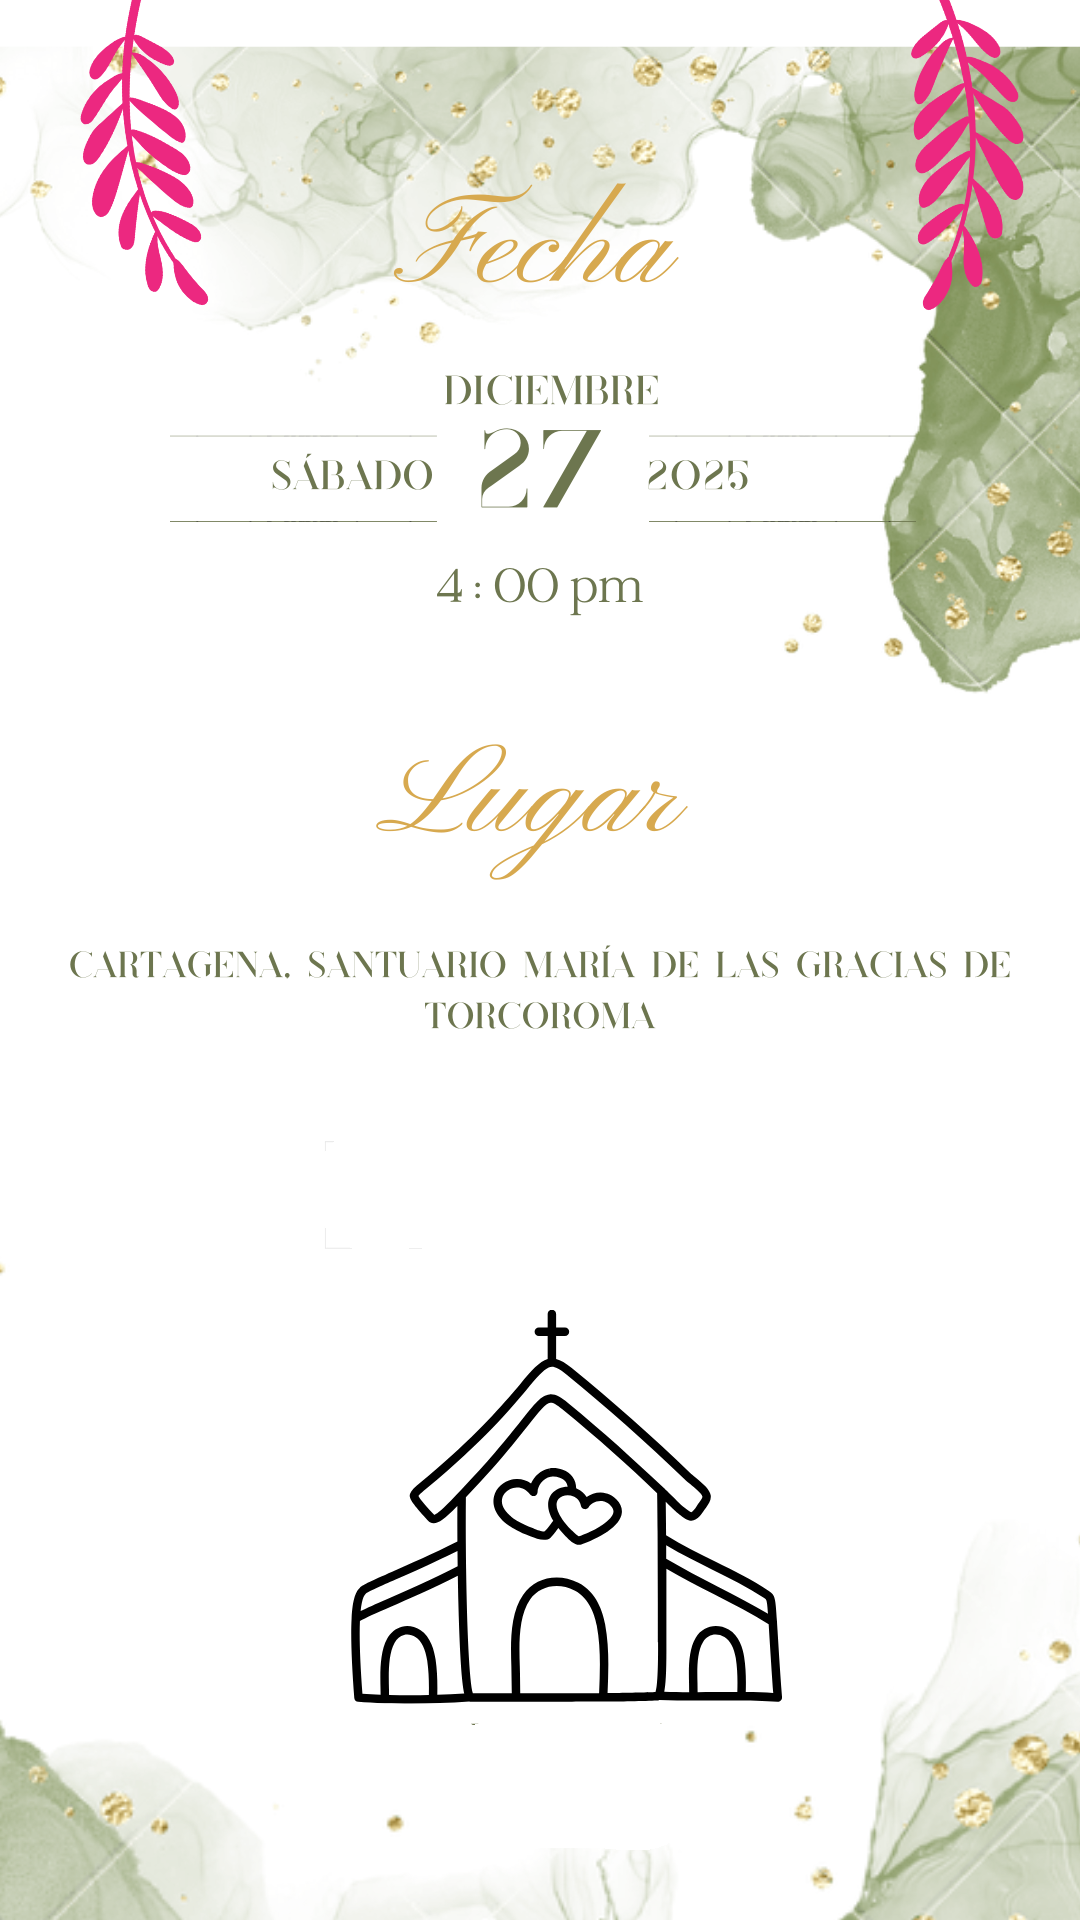 Fecha
DICIEMBRE
SÁBADO 27 2025
4 : 00 pm
Lugar
CARTAGENA. SANTUARIO MARÍA DE LAS GRACIAS DE
TORCOROMA